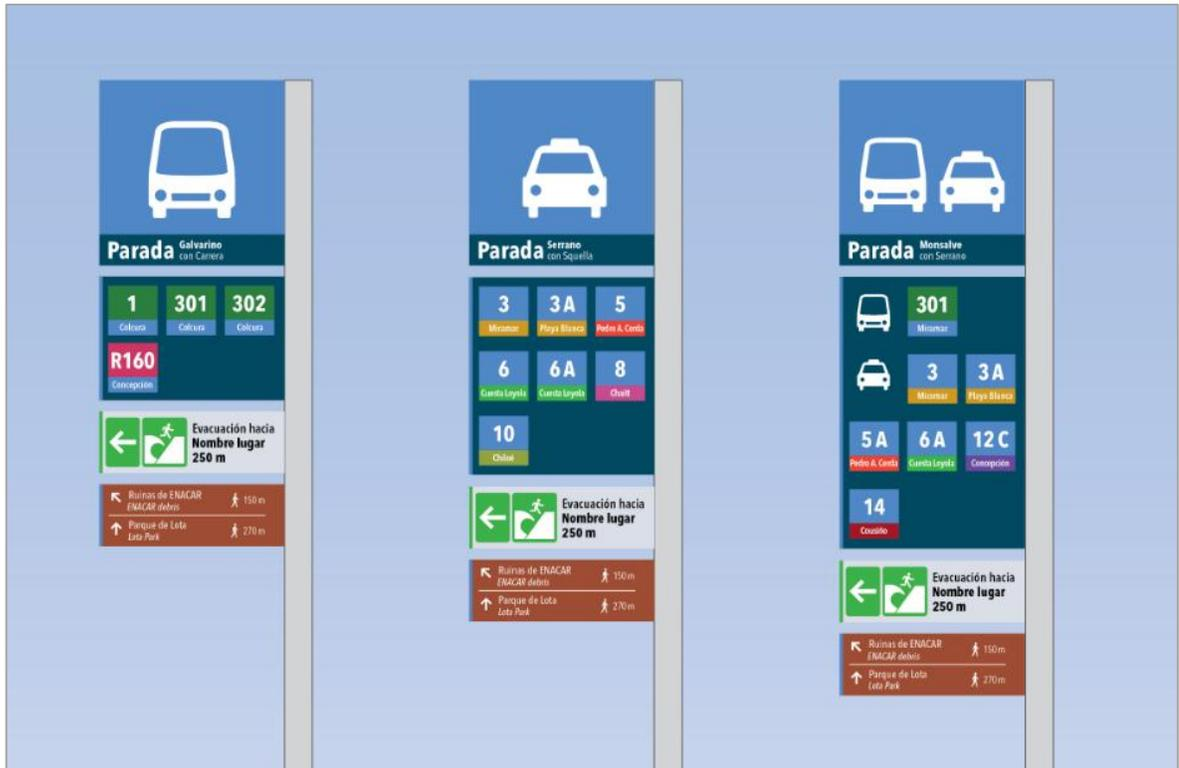 Parada Galvarino
con Carrera
1 301 302
Colcura Colcura Colcura
R160
Concepción
Evacuación hacia
Nombre lugar
250 m
Ruinas de ENACAR 150 m
ENACAR debris
Parque de Lota 270 m
Lota Park
Parada Serrano
con Squella
3 3A 5
Miramar Playa Blanca Pedro A. Cerda
6 6A 8
Cuesta Loyola Cuesta Loyola
10
Chiloé
Evacuación hacia
Nombre lugar
250 m
Ruinas de ENACAR 150 m
ENACAR debris
Parque de Lota 270 m
Lota Park
Parada Monsalve
con Serrano
301
Miramar
3 3A
Miramar Playa Blanca
5A 6A 12C
Pedro A. Cerda Cuesta Loyola Concepción
14
Cousiño
Evacuación hacia
Nombre lugar
250 m
Ruinas de ENACAR 150 m
ENACAR debris
Parque de Lota 270 m
Lota Park